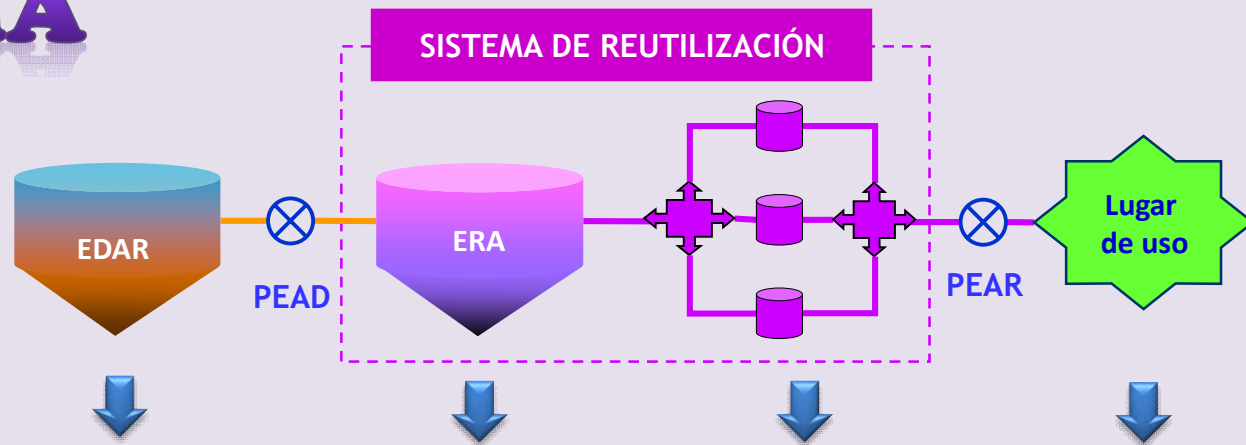 SISTEMA DE REUTILIZACIÓN
EDAR
PEAD
ERA
PEAR
Lugar
de uso